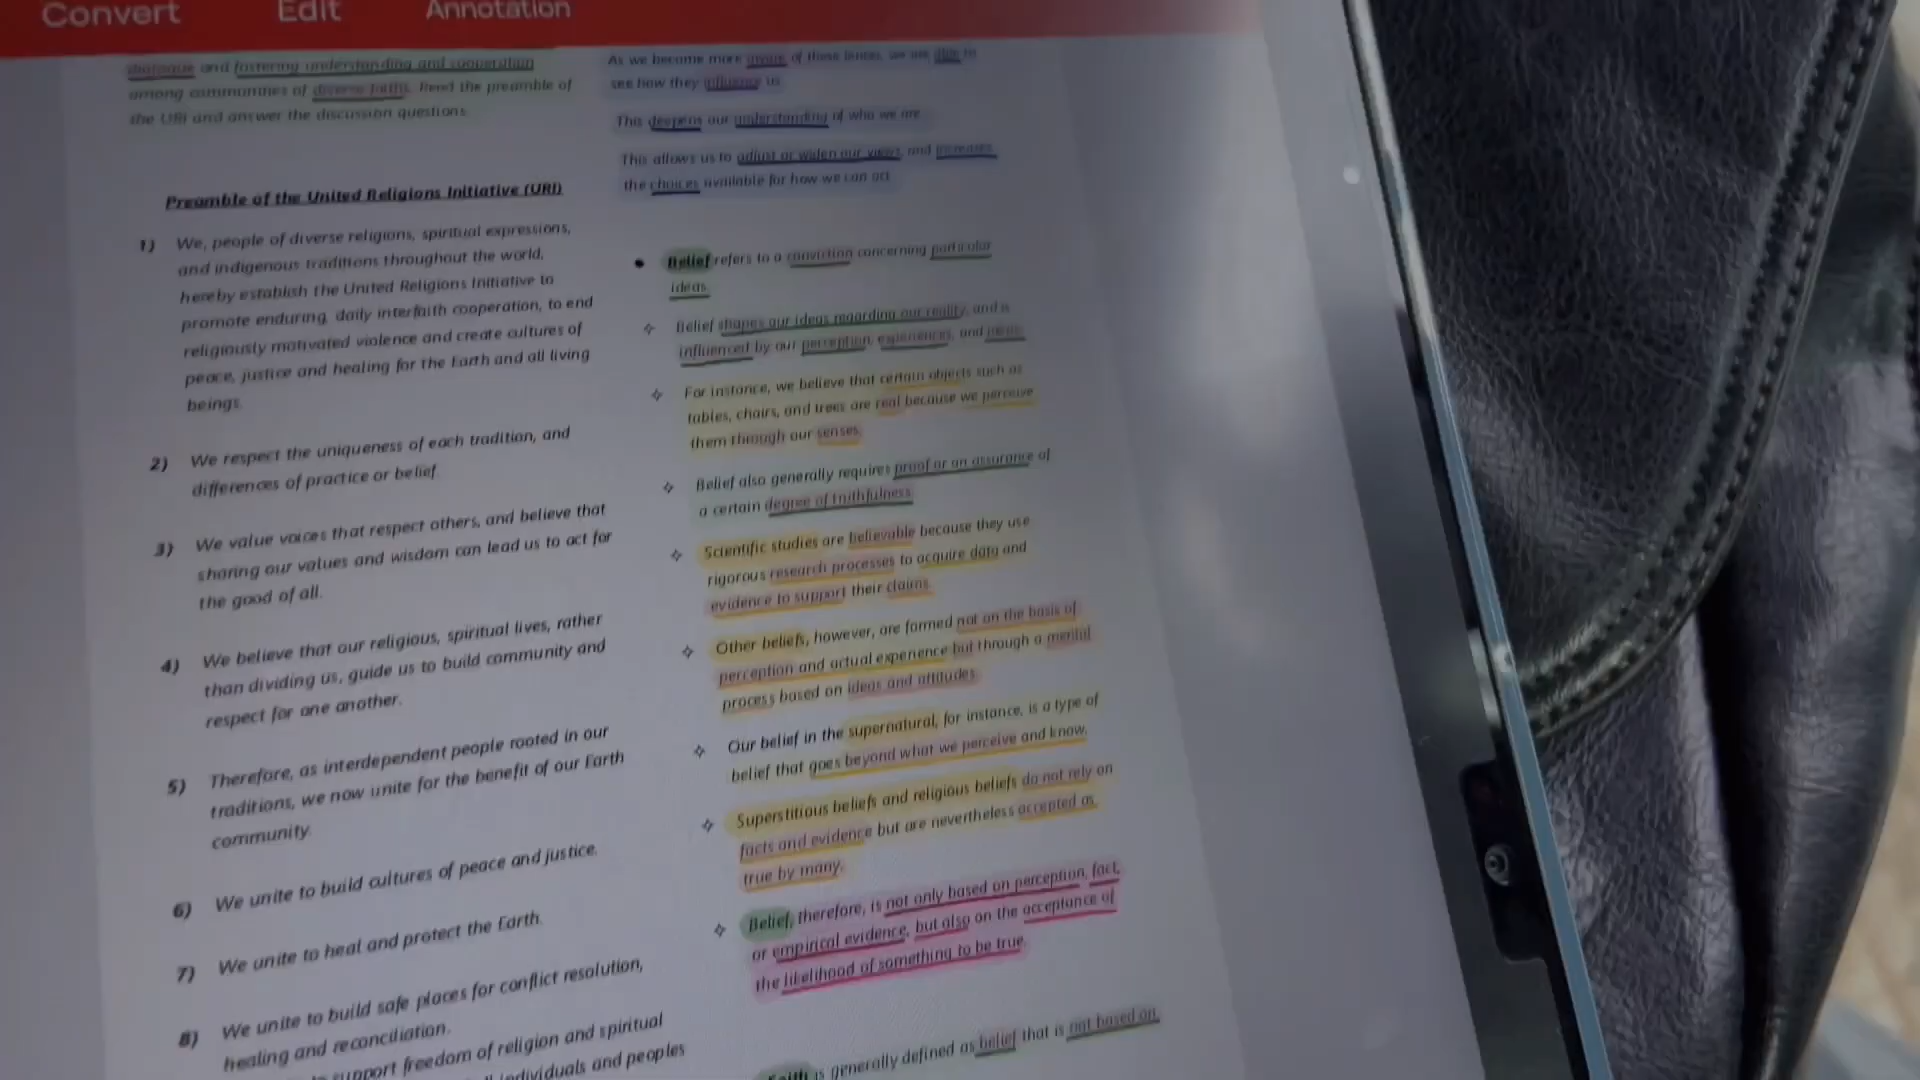 Convert Edit Annotation
dialogue and fostering understanding and cooperation
among communities of diverse faiths. Read the preamble of
the URI and answer the discussion questions.
Preamble of the United Religions Initiative (URI)
1) We, people of diverse religions, spiritual expressions,
and indigenous traditions throughout the world,
hereby establish the United Religions Initiative to
promote enduring, daily interfaith cooperation, to end
religiously motivated violence and create cultures of
peace, justice and healing for the Earth and all living
beings.
2) We respect the uniqueness of each tradition, and
differences of practice or belief.
3) We value voices that respect others, and believe that
sharing our values and wisdom can lead us to act for
the good of all.
4) We believe that our religious, spiritual lives, rather
than dividing us, guide us to build community and
respect for one another.
5) Therefore, as interdependent people rooted in our
traditions, we now unite for the benefit of our Earth
community.
6) We unite to build cultures of peace and justice.
7) We unite to heal and protect the Earth.
8) We unite to build safe places for conflict resolution,
healing and reconciliation.
support freedom of religion and spiritual
individuals and peoples
As we become more aware of these lenses, we are able to
see how they influence us.
This deepens our understanding of who we are.
This allows us to adjust or widen our views, and increases
the choices available for how we can act.
• Belief refers to a conviction concerning particular
ideas.
Belief shapes our ideas regarding our reality, and is
influenced by our perception, experiences, and
For instance, we believe that certain objects such as
tables, chairs, and trees are real because we perceive
them through our senses.
Belief also generally requires proof or an assurance of
a certain degree of truthfulness.
Scientific studies are believable because they use
rigorous research processes to acquire data and
evidence to support their claims.
Other beliefs, however, are formed not on the basis of
perception and actual experience but through a mental
process based on ideas and attitudes.
Our belief in the supernatural, for instance, is a type of
belief that goes beyond what we perceive and know.
Superstitious beliefs and religious beliefs do not rely on
facts and evidence but are nevertheless accepted as
true by many.
Belief, therefore, is not only based on perception, fact,
or empirical evidence, but also on the acceptance of
the likelihood of something to be true.
Faith is generally defined as belief that is not based on